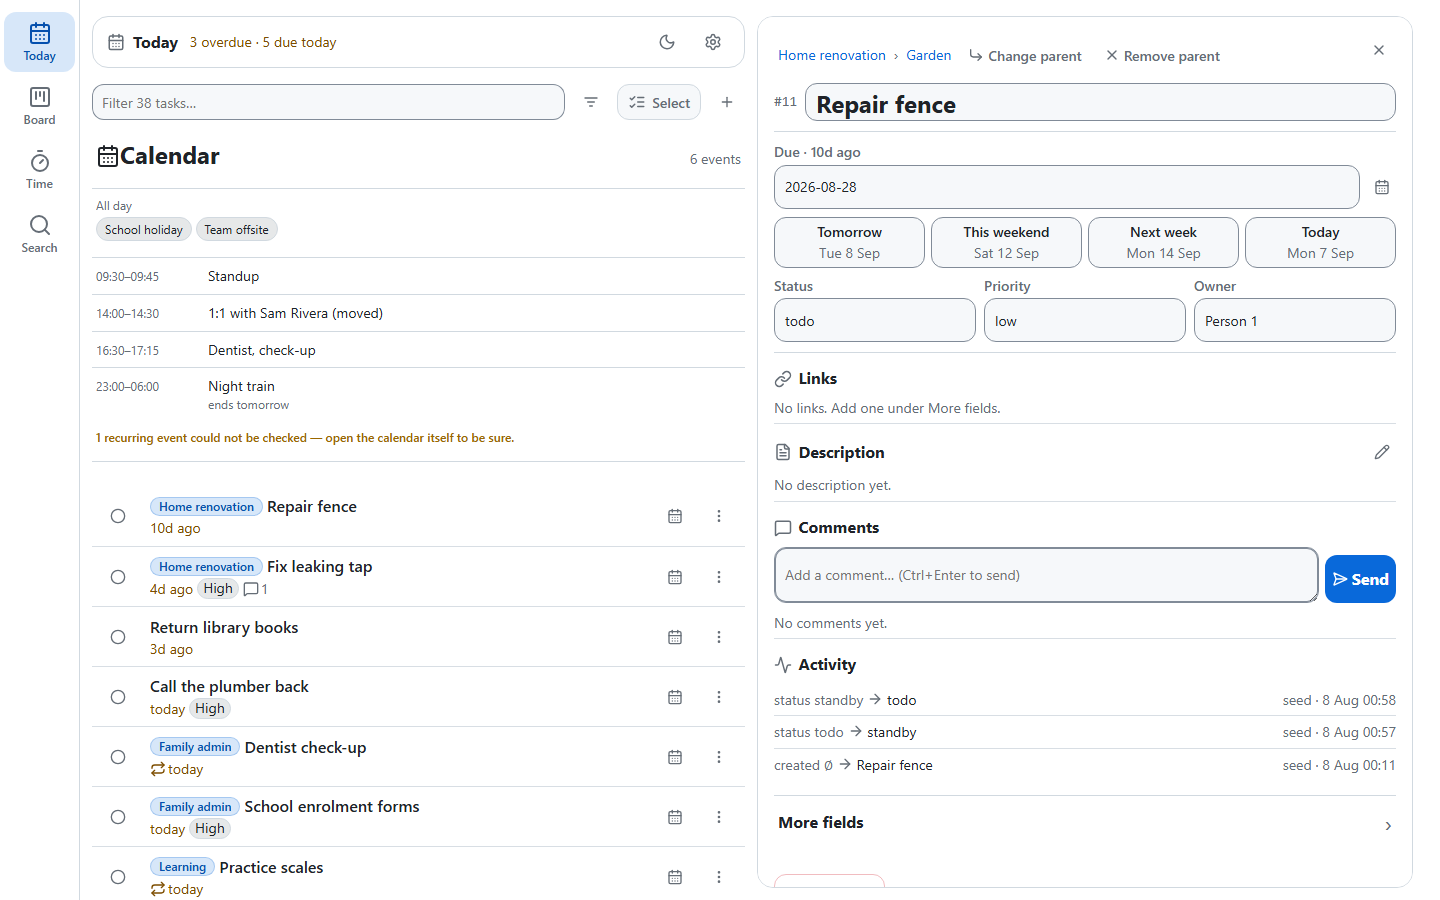 Today
Board
Time
Search
Today 3 overdue · 5 due today
Filter 38 tasks...
Select
Calendar
6 events
All day
School holiday Team offsite
09:30–09:45 Standup
14:00–14:30 1:1 with Sam Rivera (moved)
16:30–17:15 Dentist, check-up
23:00–06:00 Night train
ends tomorrow
1 recurring event could not be checked — open the calendar itself to be sure.
Home renovation Repair fence
10d ago
Home renovation Fix leaking tap
4d ago High 1
Return library books
3d ago
Call the plumber back
today High
Family admin Dentist check-up
today
Family admin School enrolment forms
today High
Learning Practice scales
today
Home renovation › Garden Change parent Remove parent
#11 Repair fence
Due · 10d ago
2026-08-28
Tomorrow This weekend Next week Today
Tue 8 Sep Sat 12 Sep Mon 14 Sep Mon 7 Sep
Status Priority Owner
todo low Person 1
Links
No links. Add one under More fields.
Description
No description yet.
Comments
Add a comment... (Ctrl+Enter to send)
Send
No comments yet.
Activity
status standby → todo seed · 8 Aug 00:58
status todo → standby seed · 8 Aug 00:57
created ∅ → Repair fence seed · 8 Aug 00:11
More fields ›